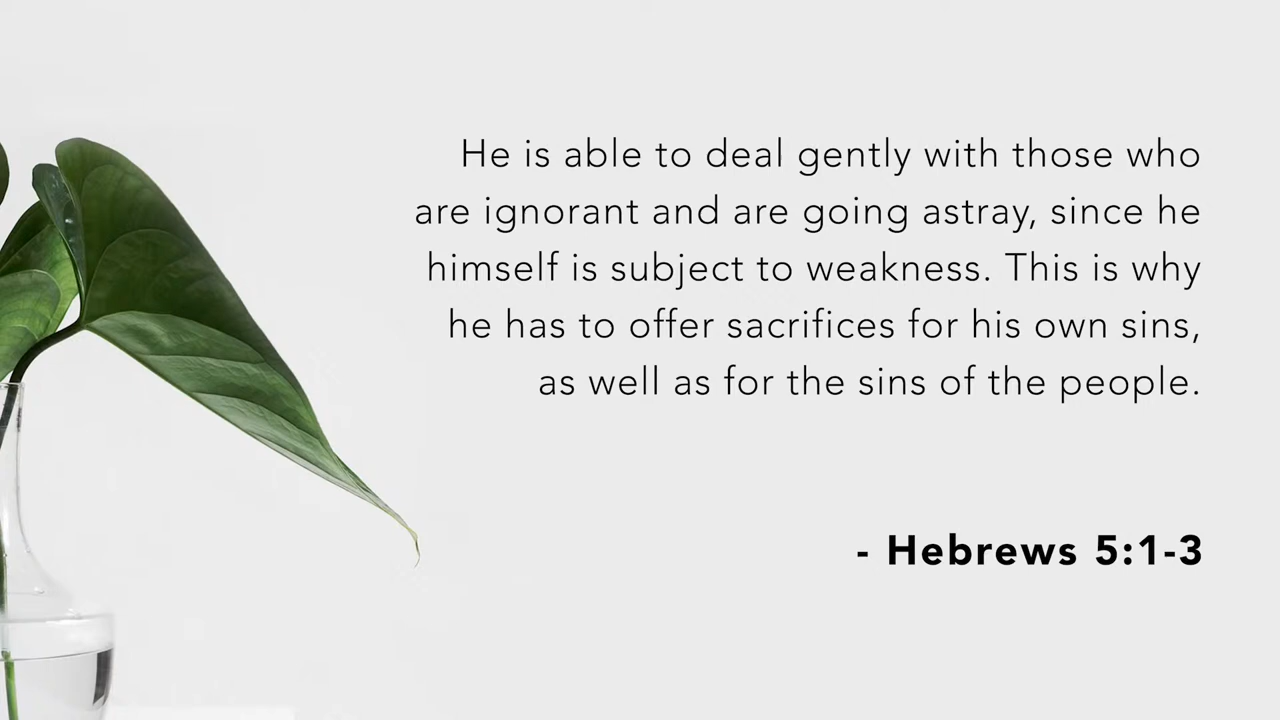 He is able to deal gently with those who
are ignorant and are going astray, since he
himself is subject to weakness. This is why
he has to offer sacrifices for his own sins,
as well as for the sins of the people.
- Hebrews 5:1-3